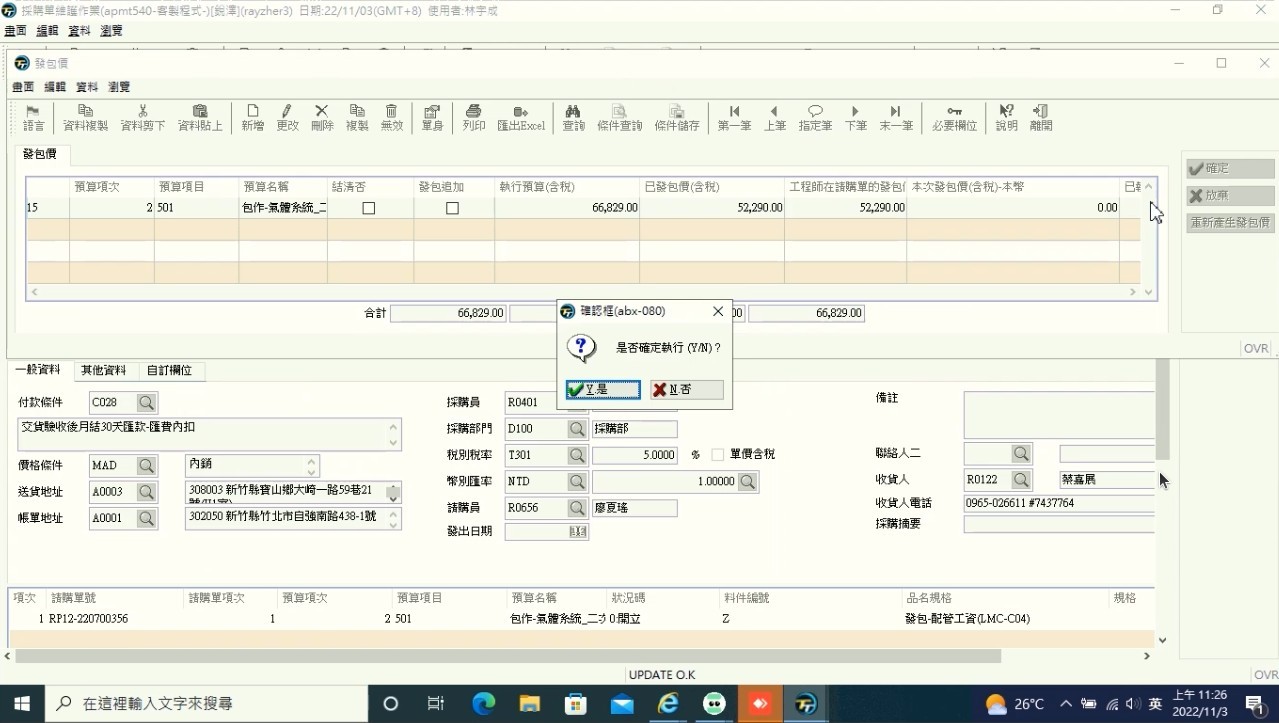 採購單維護作業(apmt540-客製程式-)[銳澤](rayzher3) 日期:22/11/03(GMT+8) 使用者:林宇成
畫面 編輯 資料 瀏覽
發包價
畫面 編輯 資料 瀏覽
語言 資料複製 資料剪下 資料貼上 新增 更改 刪除 複製 無效 單身 列印 匯出Excel 查詢 條件查詢 條件儲存 第一筆 上筆 指定筆 下筆 末一筆 必要欄位 說明 離開
發包價
預算項次 預算項目 預算名稱 結清否 發包追加 執行預算(含稅) 已發包價(含稅) 工程師在請購單的發包( 本次發包價(含稅)-本幣
15 2 501 包作-氣體系統_二 66,829.00 52,290.00 52,290.00 0.00
確定
放棄
重新產生發包價
合計 66,829.00 66,829.00
確認框(abx-080)
是否確定執行 (Y/N) ?
Y.是 N.否
OVR
一般資料 其他資料 自訂欄位
付款條件 C028
交貨驗收後月結30天匯款-匯費內扣
價格條件 MAD 內銷
送貨地址 A0003 308003 新竹縣寶山鄉大崎一路59巷21
帳單地址 A0001 302050 新竹縣竹北市自強南路438-1號
採購員 R0401
採購部門 D100 採購部
稅別稅率 T301 5.0000 % 單價含稅
幣別匯率 NTD 1.00000
請購員 R0656 廖夏瑤
發出日期
備註
聯絡人二
收貨人 R0122 蔡嘉展
收貨人電話 0965-026611 #7437764
採購摘要
項次 請購單號 請購單項次 預算項次 預算項目 預算名稱 狀況碼 料件編號 品名規格 規格
1 RP12-220700356 1 2 501 包作-氣體系統_二次 0:開立 Z 發包-配管工資(LMC-C04)
UPDATE O.K
OVR
在這裡輸入文字來搜尋
26°C
英
上午 11:26
2022/11/3
1